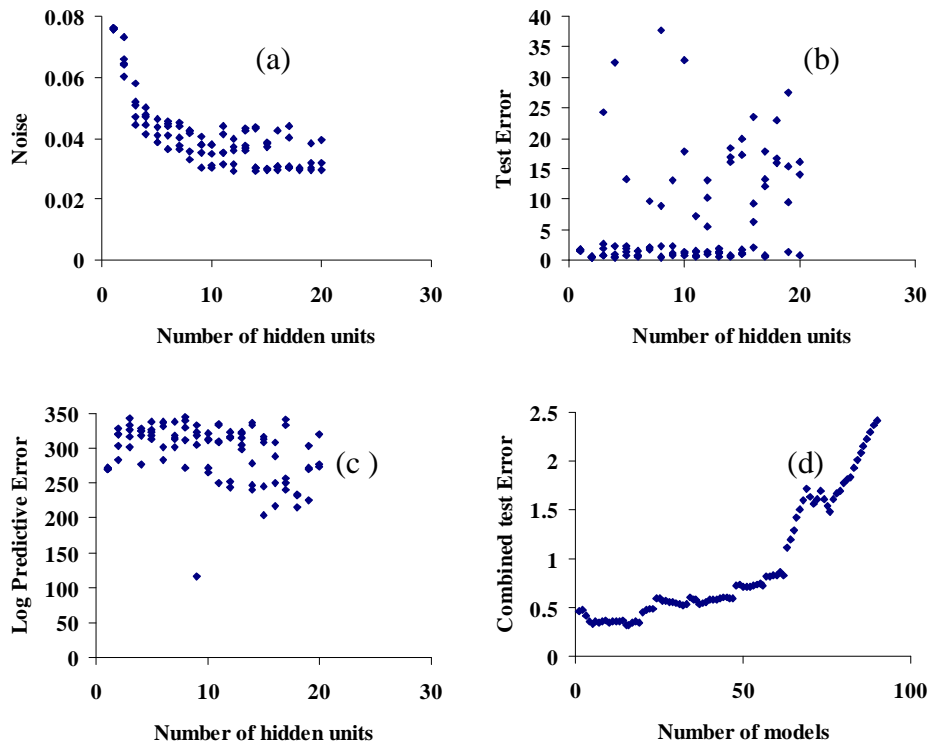 0.08
0.06
0.04
0.02
0
Noise
(a)
0 10 20 30
Number of hidden units
40
35
30
25
20
15
10
5
0
Test Error
(b)
0 10 20 30
Number of hidden units
350
300
250
200
150
100
50
0
Log Predictive Error
(c )
0 10 20 30
Number of hidden units
2.5
2
1.5
1
0.5
0
Combined test Error
(d)
0 50 100
Number of models